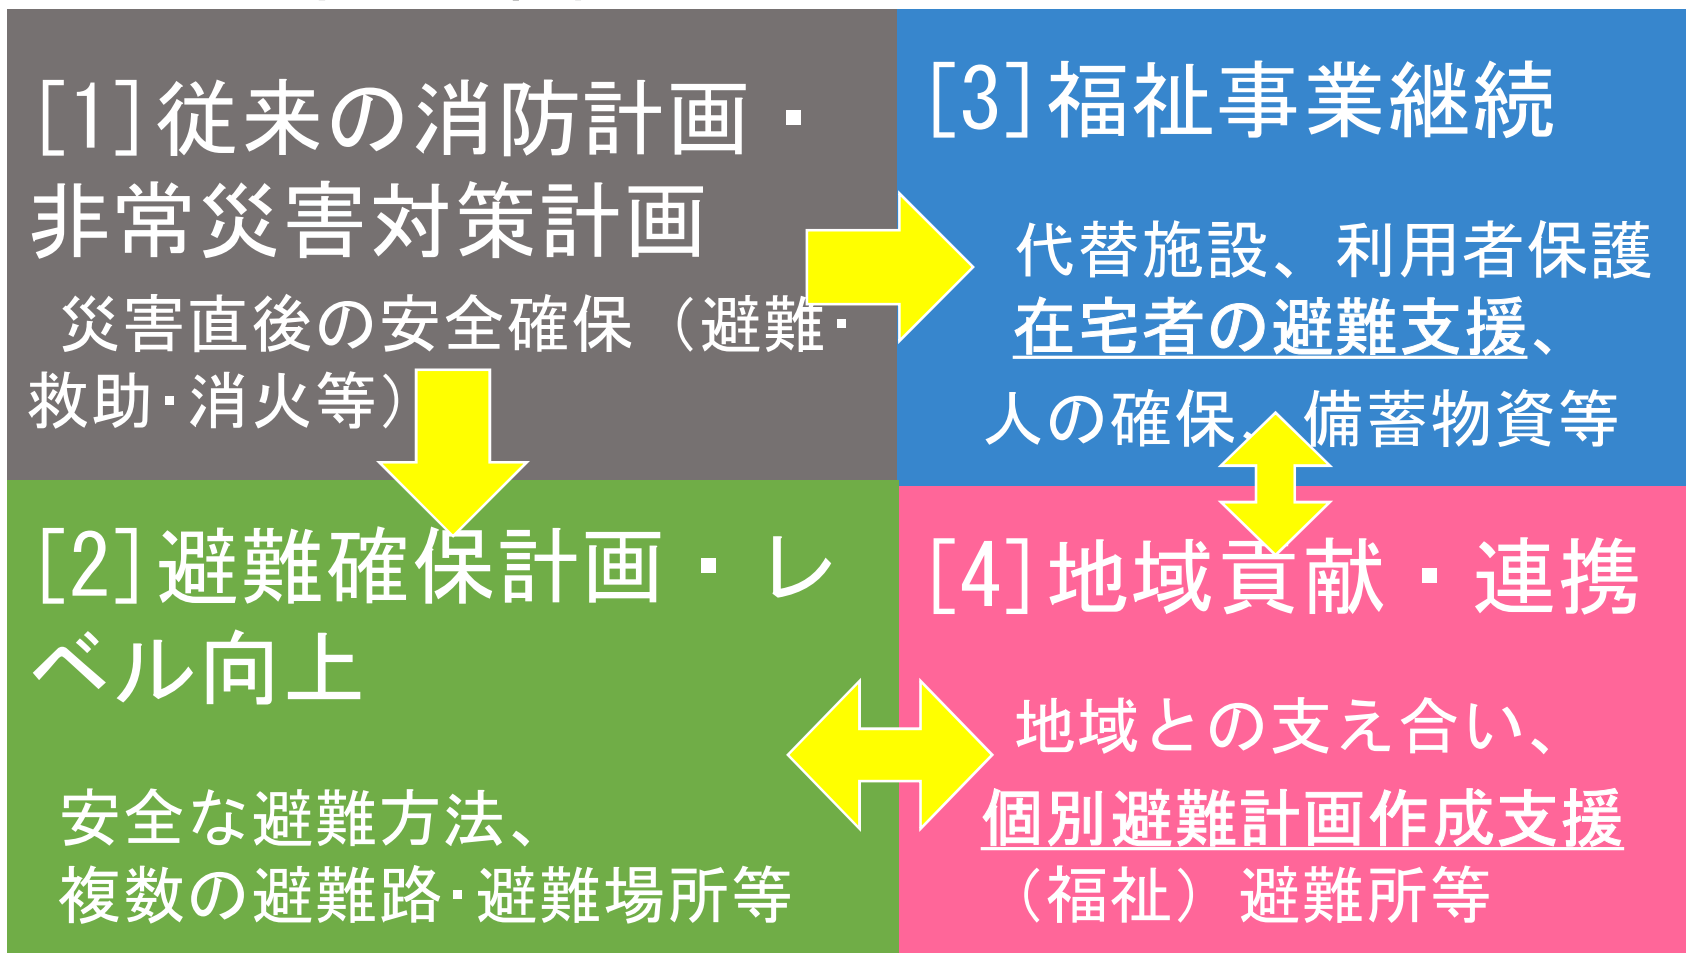 [1]従来の消防計画・
非常災害対策計画
災害直後の安全確保（避難・
救助・消火等）
[2]避難確保計画・レ
ベル向上
安全な避難方法、
複数の避難路・避難場所等
[3]福祉事業継続
代替施設、利用者保護
在宅者の避難支援、
人の確保、備蓄物資等
[4]地域貢献・連携
地域との支え合い、
個別避難計画作成支援
（福祉）避難所等